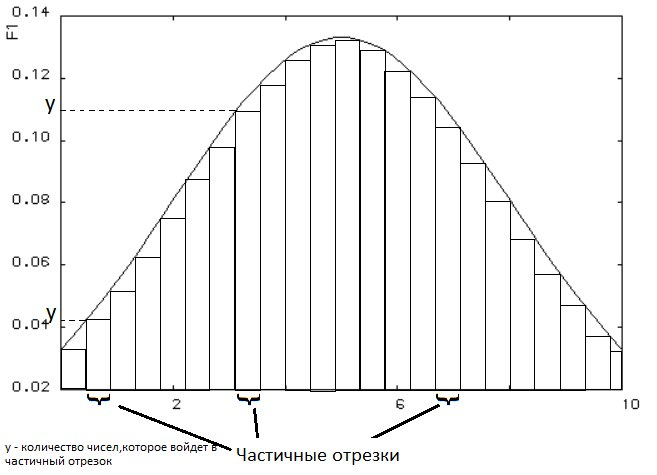 0.14
F1
0.12
у
0.10
0.08
0.06
у
0.04
0.02
2
6
10
у - количество чисел,которое войдет в
частичный отрезок
Частичные отрезки